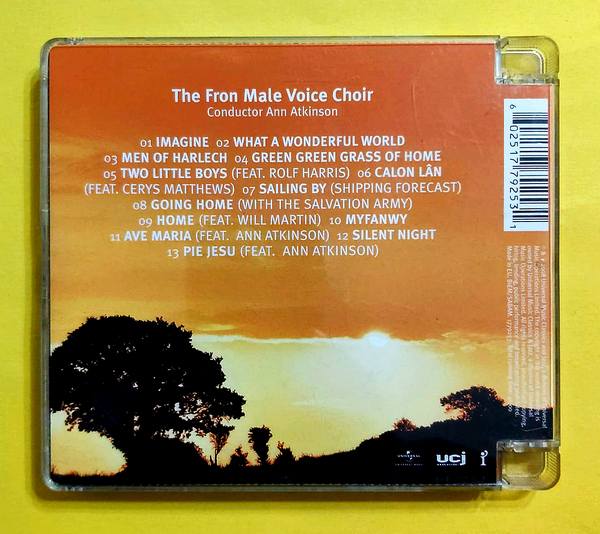 The Fron Male Voice Choir
Conductor Ann Atkinson
01 IMAGINE 02 WHAT A WONDERFUL WORLD
03 MEN OF HARLECH 04 GREEN GREEN GRASS OF HOME
05 TWO LITTLE BOYS (FEAT. ROLF HARRIS) 06 CALON LÂN
(FEAT. CERYS MATTHEWS) 07 SAILING BY (SHIPPING FORECAST)
08 GOING HOME (WITH THE SALVATION ARMY)
09 HOME (FEAT. WILL MARTIN) 10 MYFANWY
11 AVE MARIA (FEAT. ANN ATKINSON) 12 SILENT NIGHT
13 PIE JESU (FEAT. ANN ATKINSON)
6 02517 79253 1
UNIVERSAL
ucj